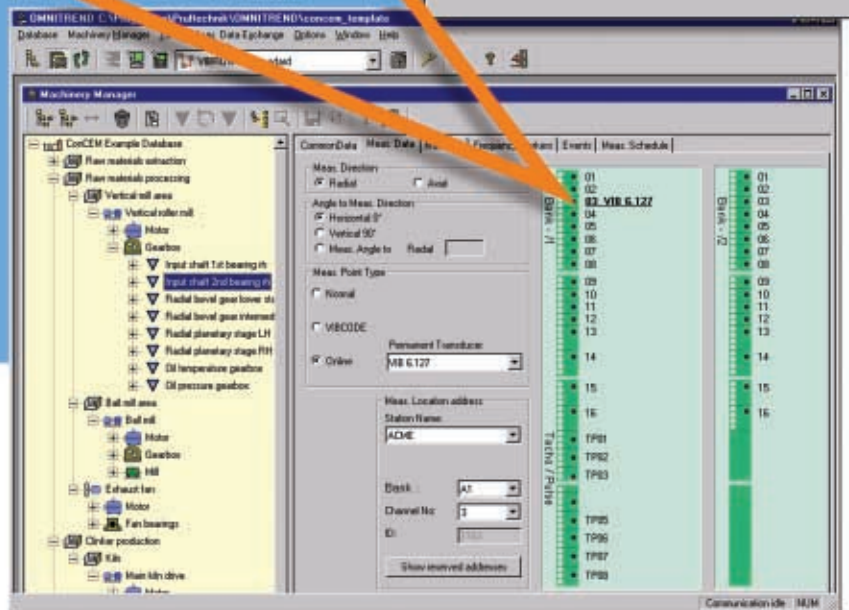 OMNITREND
Prüftechnik\OMNITREND\concem_template
Database Machinery Manager Data Exchange Options Window Help
Machinery Manager
ConCEM Example Database
Raw materials extraction
Raw materials processing
Vertical mill area
Vertical roller mill
Motor
Gearbox
Input shaft 1st bearing
Input shaft 2nd bearing
Radial bevel gear lower
Radial bevel gear
Radial planetary stage LH
Radial planetary stage RH
Oil temperature gearbox
Oil pressure gearbox
Ball mill area
Ball mill
Motor
Gearbox
Mill
Exhaust fan
Motor
Fan bearings
Clinker production
Kiln
Main kiln drive
Motor
CommonData Meas. Data Events Meas. Schedule
Meas. Direction
Radial Axial
Angle to Meas. Direction
Horizontal 0°
Vertical 90°
Meas. Angle to Radial
Meas. Point Type
Normal
VIBCODE
Online
Permanent Transducer
VIB 6.127
Meas. Location address
Station Name:
ACME
Bank:
A1
Channel No:
3
ID:
Show reserved addresses
Bank - /1
01
02
03 VIB 6.127
04
05
06
07
08
09
10
11
12
13
14
15
16
Tacho / Pulse
TP01
TP02
TP03
TP05
TP06
TP07
TP08
Bank - /2
01
02
03
04
05
06
07
08
09
10
11
12
13
14
15
16
Communication idle NUM